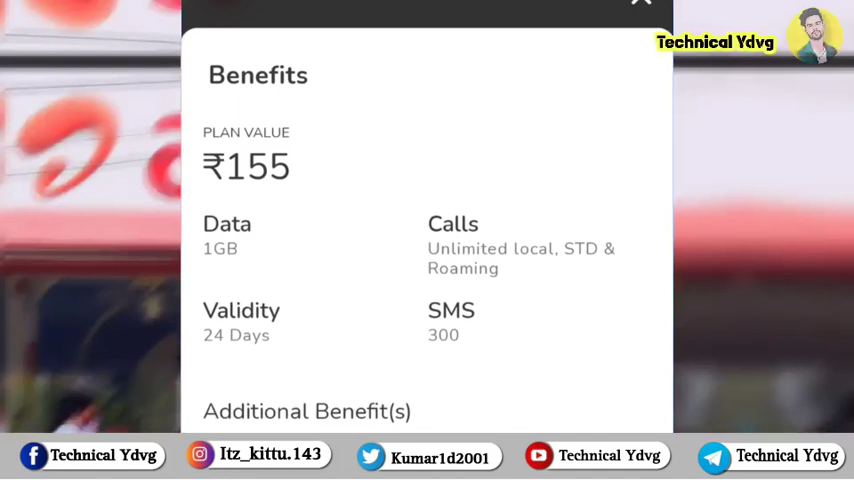 Technical Ydvg
Benefits
PLAN VALUE
₹155
Data
1GB
Calls
Unlimited local, STD &
Roaming
Validity
24 Days
SMS
300
Additional Benefit(s)
Technical Ydvg
Itz_kittu.143
Kumar1d2001
Technical Ydvg
Technical Ydvg